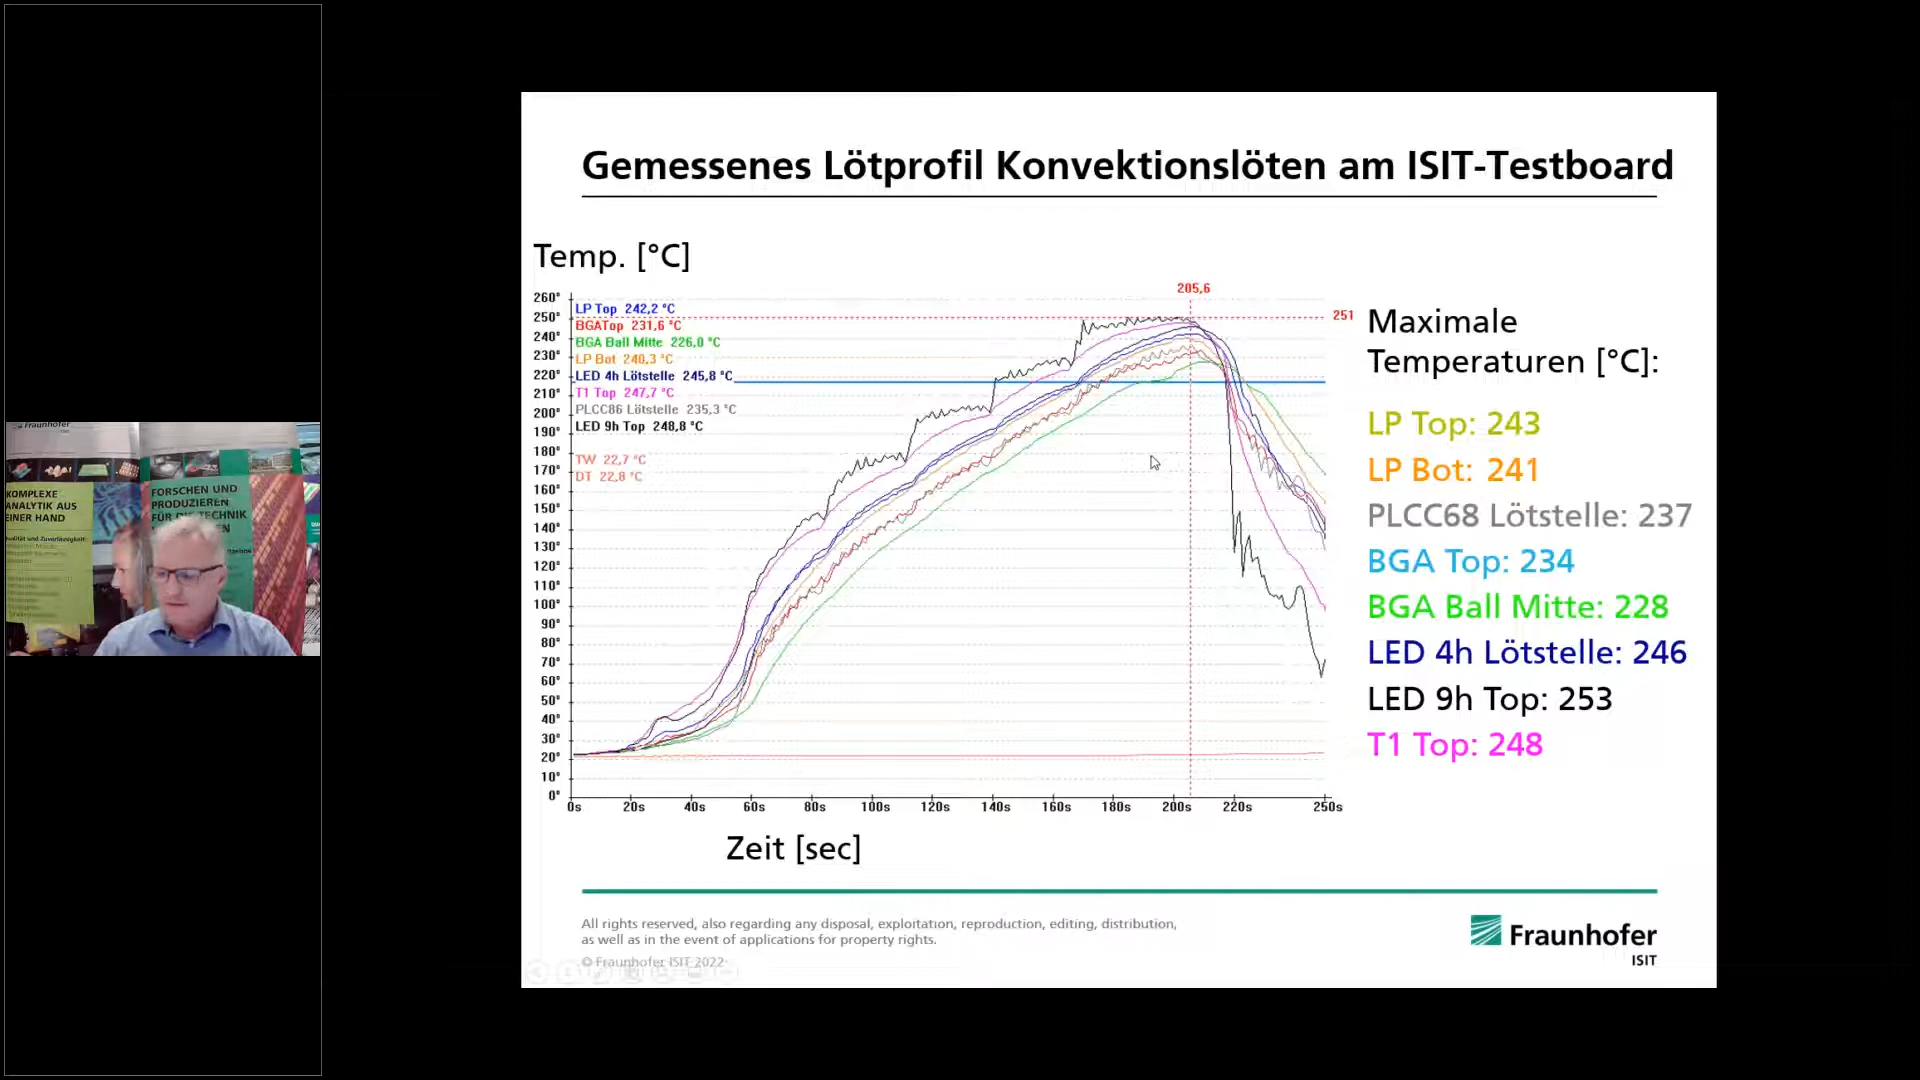 Fraunhofer
KOMPLEXE
ANALYTIK AUS
EINER HAND
FORSCHEN UND
PRODUZIEREN
Gemessenes Lötprofil Konvektionslöten am ISIT-Testboard
Temp. [°C]
205,6
260°
250°
240°
230°
220°
210°
200°
190°
180°
170°
160°
150°
140°
130°
120°
110°
100°
90°
80°
70°
60°
50°
40°
30°
20°
10°
0°
LP Top 242,2 °C
BGATop 231,6 °C
BGA Ball Mitte 226,0 °C
LP Bot 240,3 °C
LED 4h Lötstelle 245,8 °C
T1 Top 247,7 °C
PLCC86 Lötstelle 235,3 °C
LED 9h Top 248,8 °C
TW 22,7 °C
DT 22,8 °C
251
0s 20s 40s 60s 80s 100s 120s 140s 160s 180s 200s 220s 250s
Zeit [sec]
Maximale
Temperaturen [°C]:
LP Top: 243
LP Bot: 241
PLCC68 Lötstelle: 237
BGA Top: 234
BGA Ball Mitte: 228
LED 4h Lötstelle: 246
LED 9h Top: 253
T1 Top: 248
All rights reserved, also regarding any disposal, exploitation, reproduction, editing, distribution,
as well as in the event of applications for property rights.
© Fraunhofer ISIT 2022
Fraunhofer
ISIT